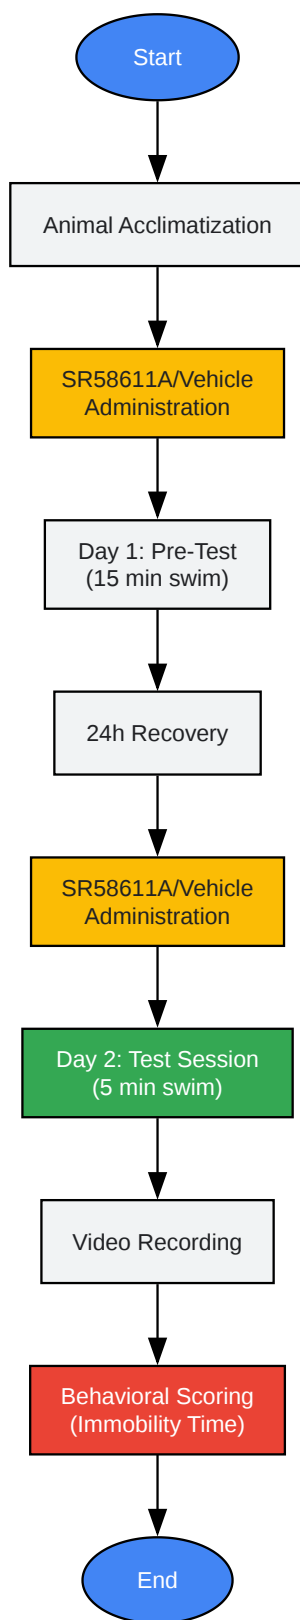 Start
Animal Acclimatization
SR58611A/Vehicle
Administration
Day 1: Pre-Test
(15 min swim)
24h Recovery
SR58611A/Vehicle
Administration
Day 2: Test Session
(5 min swim)
Video Recording
Behavioral Scoring
(Immobility Time)
End